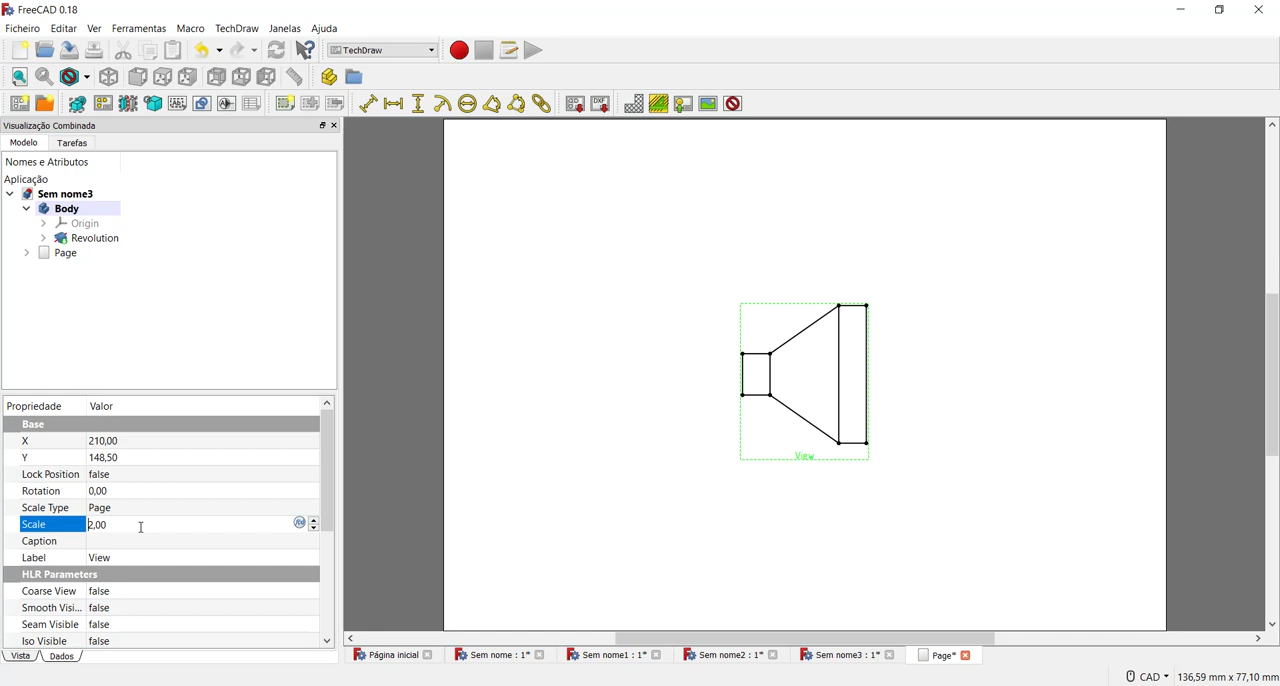 FreeCAD 0.18
Ficheiro Editar Ver Ferramentas Macro TechDraw Janelas Ajuda
TechDraw
Visualização Combinada
Modelo Tarefas
Nomes e Atributos
Aplicação
Sem nome3
Body
Origin
Revolution
Page
View
Propriedade Valor
Base
X 210,00
Y 148,50
Lock Position false
Rotation 0,00
Scale Type Page
Scale 2,00
Caption
Label View
HLR Parameters
Coarse View false
Smooth Visi... false
Seam Visible false
Iso Visible false
Vista Dados
Página inicial Sem nome : 1* Sem nome1 : 1* Sem nome2 : 1* Sem nome3 : 1* Page*
CAD 136,59 mm x 77,10 mm